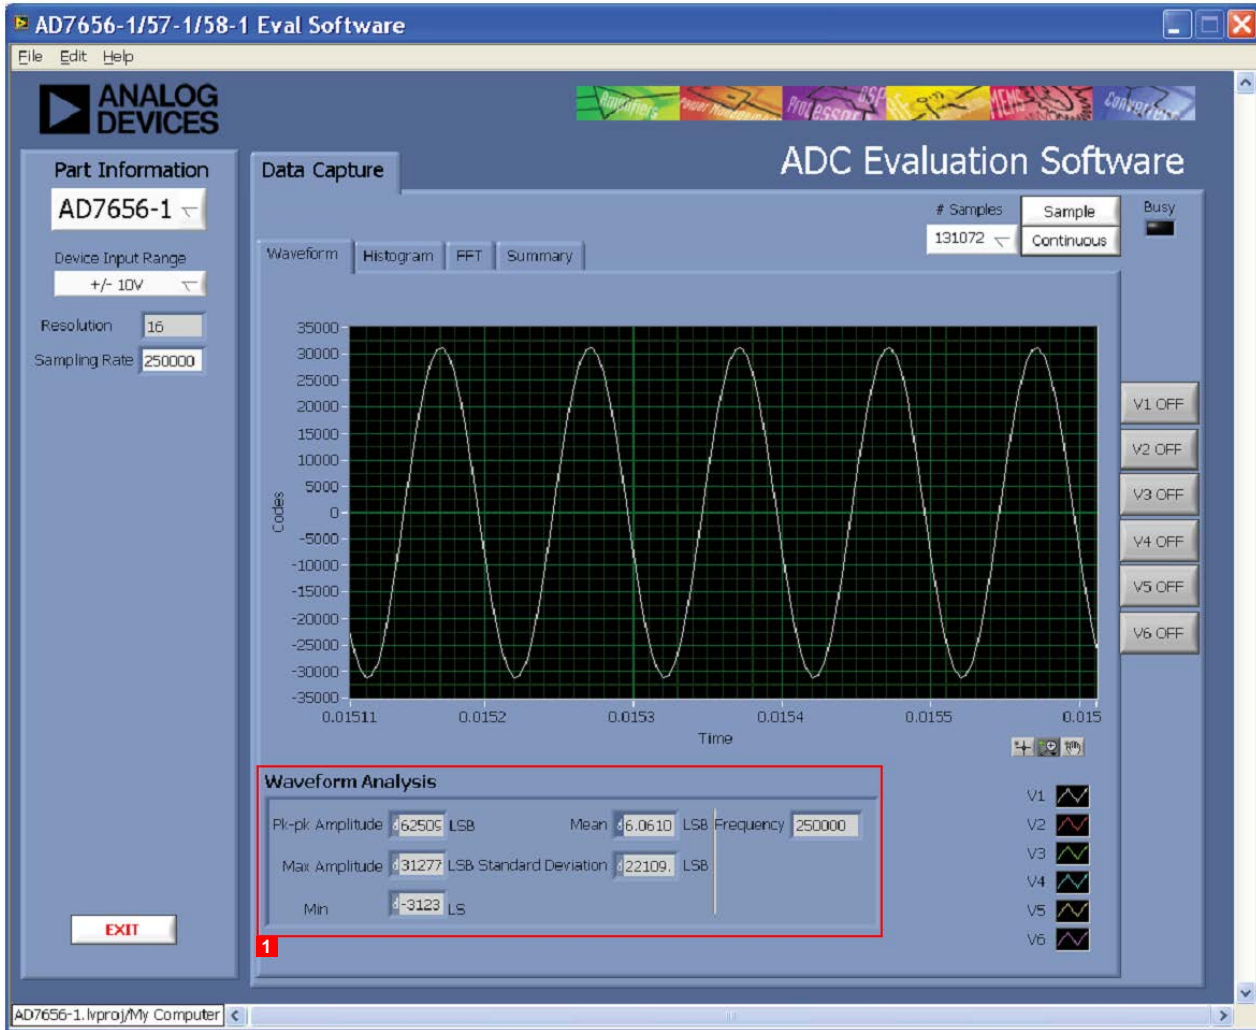 AD7656-1/57-1/58-1 Eval Software
File Edit Help
ANALOG
DEVICES
Amplifiers Power Processors DSP MEMS Converters
ADC Evaluation Software
Part Information
AD7656-1
Device Input Range
+/- 10V
Resolution 16
Sampling Rate 250000
EXIT
Data Capture
# Samples
131072
Sample
Continuous
Busy
Waveform Histogram FFT Summary
35000
30000
25000
20000
15000
10000
5000
0
-5000
-10000
-15000
-20000
-25000
-30000
-35000
Codes
0.01511 0.0152 0.0153 0.0154 0.0155 0.015
Time
V1 OFF
V2 OFF
V3 OFF
V4 OFF
V5 OFF
V6 OFF
Waveform Analysis
Pk-pk Amplitude 62509 LSB Mean 6.0610 LSB Frequency 250000
Max Amplitude 31277 LSB Standard Deviation 22109. LSB
Min -3123 LS
1
V1
V2
V3
V4
V5
V6
AD7656-1.lvproj/My Computer